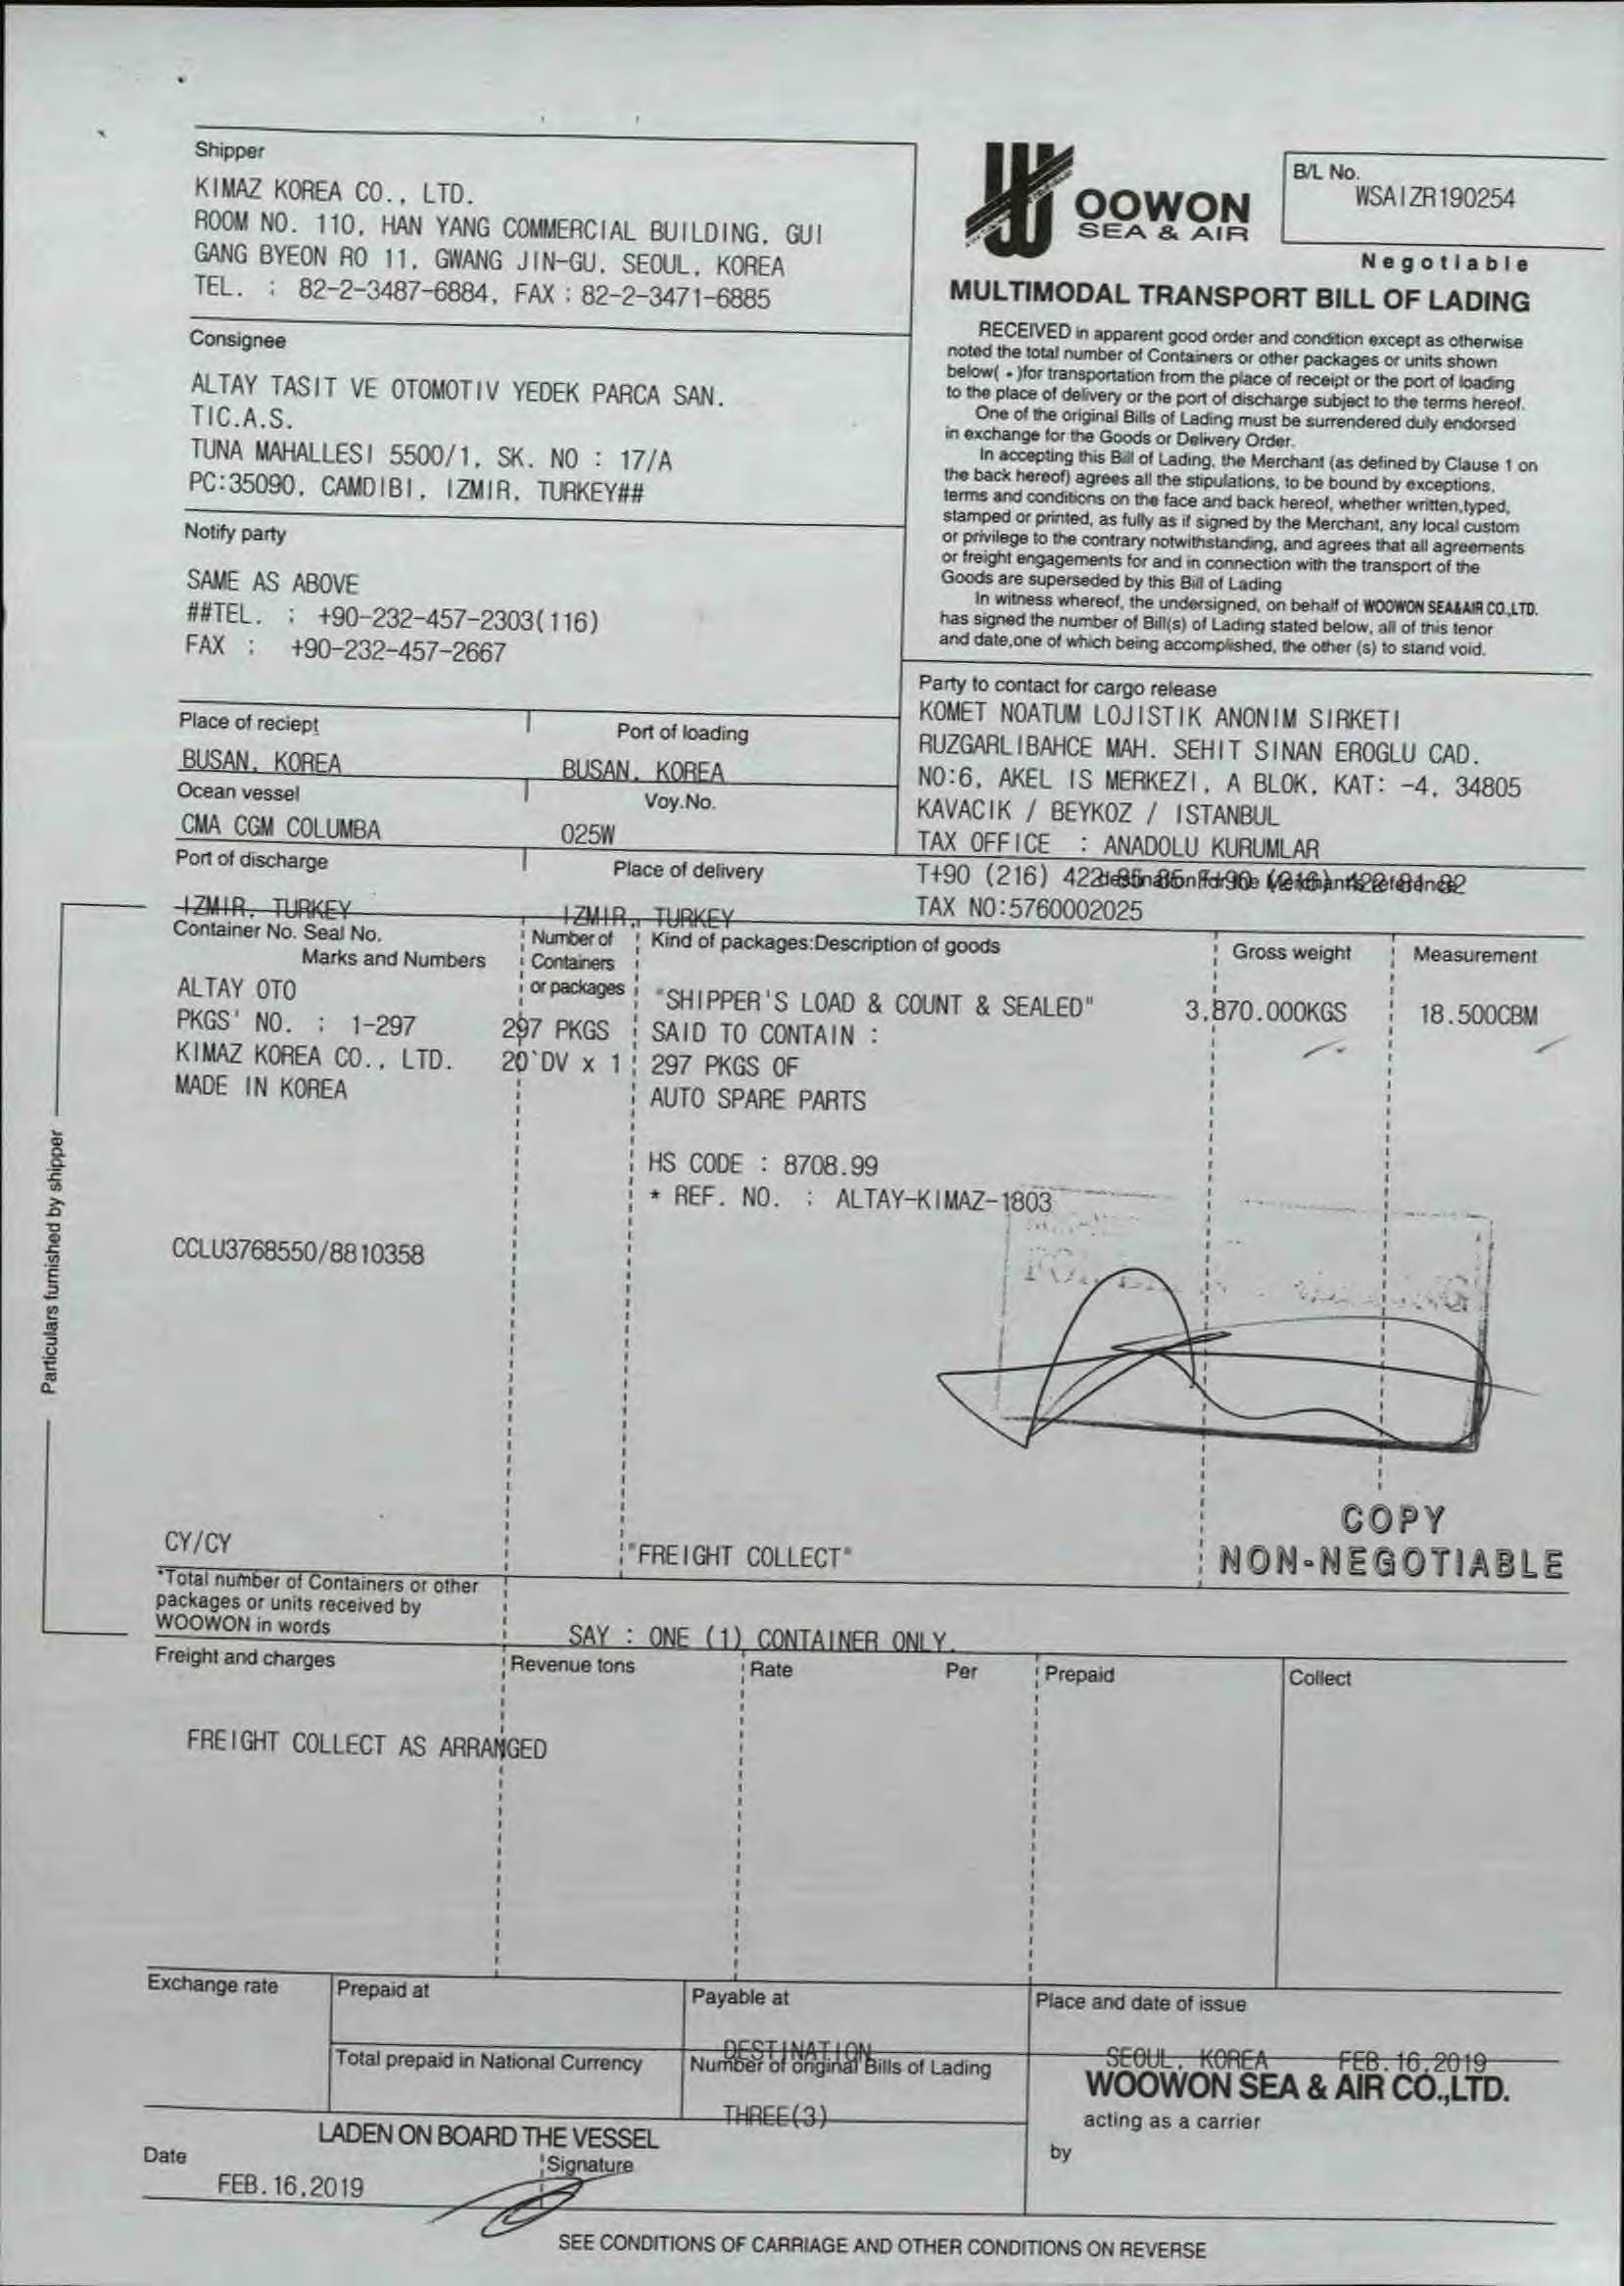 Shipper
KIMAZ KOREA CO., LTD.
ROOM NO. 110, HAN YANG COMMERCIAL BUILDING, GUI
GANG BYEON RO 11, GWANG JIN-GU, SEOUL, KOREA
TEL. : 82-2-3487-6884, FAX : 82-2-3471-6885
OOWON
SEA & AIR
B/L No.
WSAIZR190254
Negotiable
MULTIMODAL TRANSPORT BILL OF LADING
RECEIVED in apparent good order and condition except as otherwise
noted the total number of Containers or other packages or units shown
below( * )for transportation from the place of receipt or the port of loading
to the place of delivery or the port of discharge subject to the terms hereof.
One of the original Bills of Lading must be surrendered duly endorsed
in exchange for the Goods or Delivery Order.
In accepting this Bill of Lading, the Merchant (as defined by Clause 1 on
the back hereof) agrees all the stipulations, to be bound by exceptions,
terms and conditions on the face and back hereof, whether written,typed,
stamped or printed, as fully as if signed by the Merchant, any local custom
or privilege to the contrary notwithstanding, and agrees that all agreements
or freight engagements for and in connection with the transport of the
Goods are superseded by this Bill of Lading
In witness whereof, the undersigned, on behalf of WOOWON SEA&AIR CO.,LTD.
has signed the number of Bill(s) of Lading stated below, all of this tenor
and date,one of which being accomplished, the other (s) to stand void.
Consignee
ALTAY TASIT VE OTOMOTIV YEDEK PARCA SAN.
TIC.A.S.
TUNA MAHALLESI 5500/1, SK. NO : 17/A
PC:35090, CAMDIBI, IZMIR, TURKEY##
Notify party
SAME AS ABOVE
##TEL. : +90-232-457-2303(116)
FAX : +90-232-457-2667
Party to contact for cargo release
KOMET NOATUM LOJISTIK ANONIM SIRKETI
RUZGARLIBAHCE MAH. SEHIT SINAN EROGLU CAD.
NO:6, AKEL IS MERKEZI, A BLOK, KAT: -4, 34805
KAVACIK / BEYKOZ / ISTANBUL
TAX OFFICE : ANADOLU KURUMLAR
T+90 (216) 422
TAX NO:5760002025
Place of reciept
Port of loading
BUSAN, KOREA
BUSAN, KOREA
Ocean vessel
Voy.No.
CMA CGM COLUMBA
025W
Port of discharge
Place of delivery
IZMIR, TURKEY
IZMIR, TURKEY
Container No. Seal No.
Marks and Numbers
Number of
Containers
or packages
Kind of packages:Description of goods
Gross weight
Measurement
ALTAY OTO
PKGS' NO. : 1-297
KIMAZ KOREA CO., LTD.
MADE IN KOREA
297 PKGS
20`DV x 1
"SHIPPER'S LOAD & COUNT & SEALED"
SAID TO CONTAIN :
297 PKGS OF
AUTO SPARE PARTS
3,870.000KGS
18.500CBM
HS CODE : 8708.99
* REF. NO. : ALTAY-KIMAZ-1803
CCLU3768550/8810358
Particulars furnished by shipper
CY/CY
"FREIGHT COLLECT"
COPY
NON-NEGOTIABLE
*Total number of Containers or other
packages or units received by
WOOWON in words
SAY : ONE (1) CONTAINER ONLY.
Freight and charges
Revenue tons
Rate
Per
Prepaid
Collect
FREIGHT COLLECT AS ARRANGED
Exchange rate
Prepaid at
Payable at
DESTINATION
Place and date of issue
SEOUL, KOREA FEB.16,2019
Total prepaid in National Currency
Number of original Bills of Lading
THREE(3)
WOOWON SEA & AIR CO.,LTD.
acting as a carrier
by
LADEN ON BOARD THE VESSEL
Date
FEB.16,2019
Signature
SEE CONDITIONS OF CARRIAGE AND OTHER CONDITIONS ON REVERSE